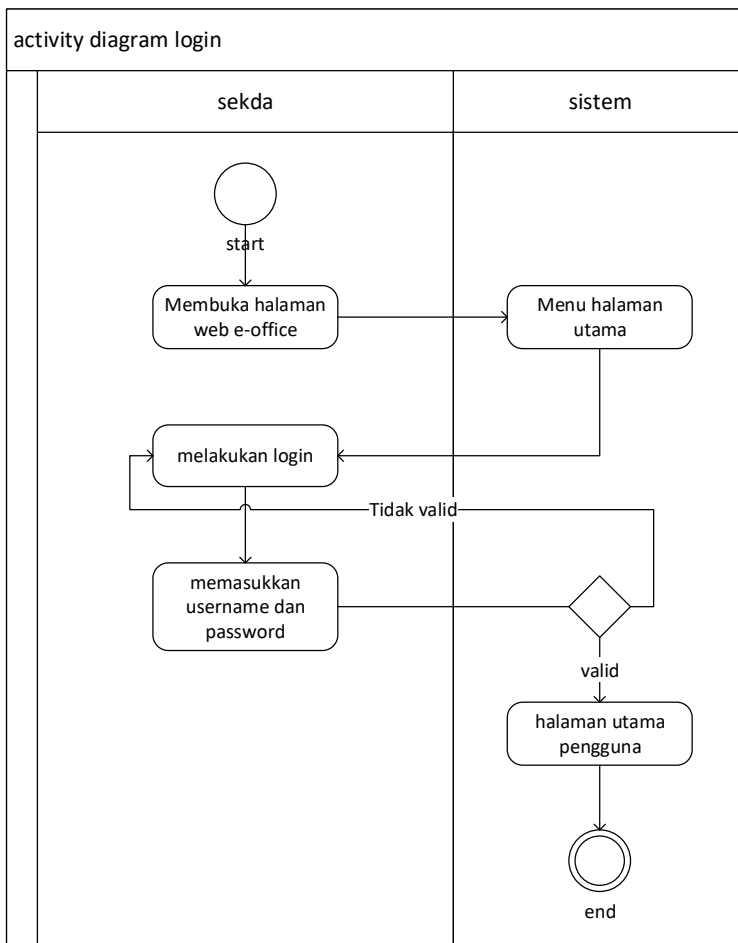 activity diagram login
sekda
sistem
start
Membuka halaman
web e-office
Menu halaman
utama
melakukan login
Tidak valid
memasukkan
username dan
password
valid
halaman utama
pengguna
end